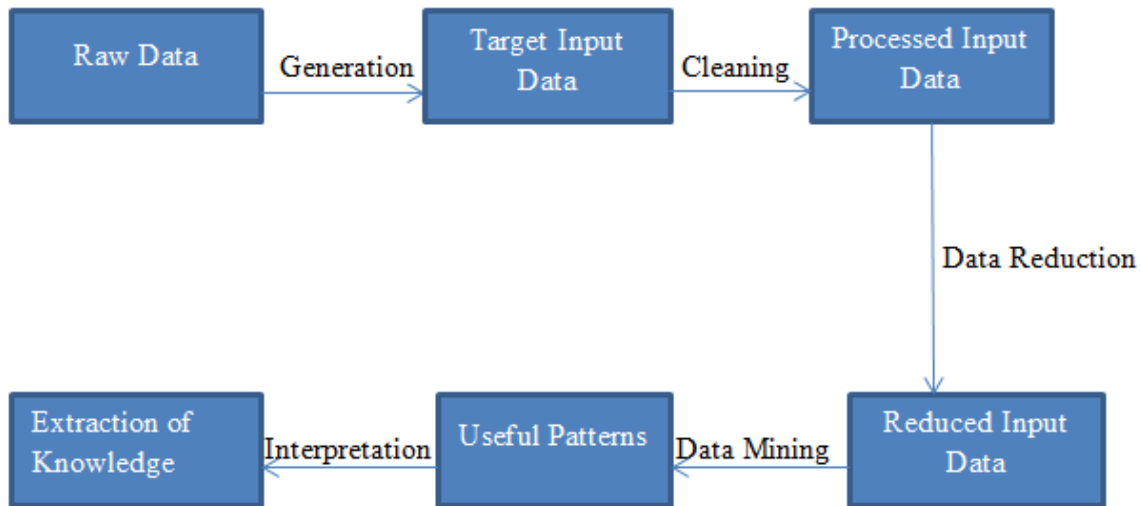 Raw Data
Generation
Target Input
Data
Cleaning
Processed Input
Data
Data Reduction
Reduced Input
Data
Data Mining
Useful Patterns
Interpretation
Extraction of
Knowledge